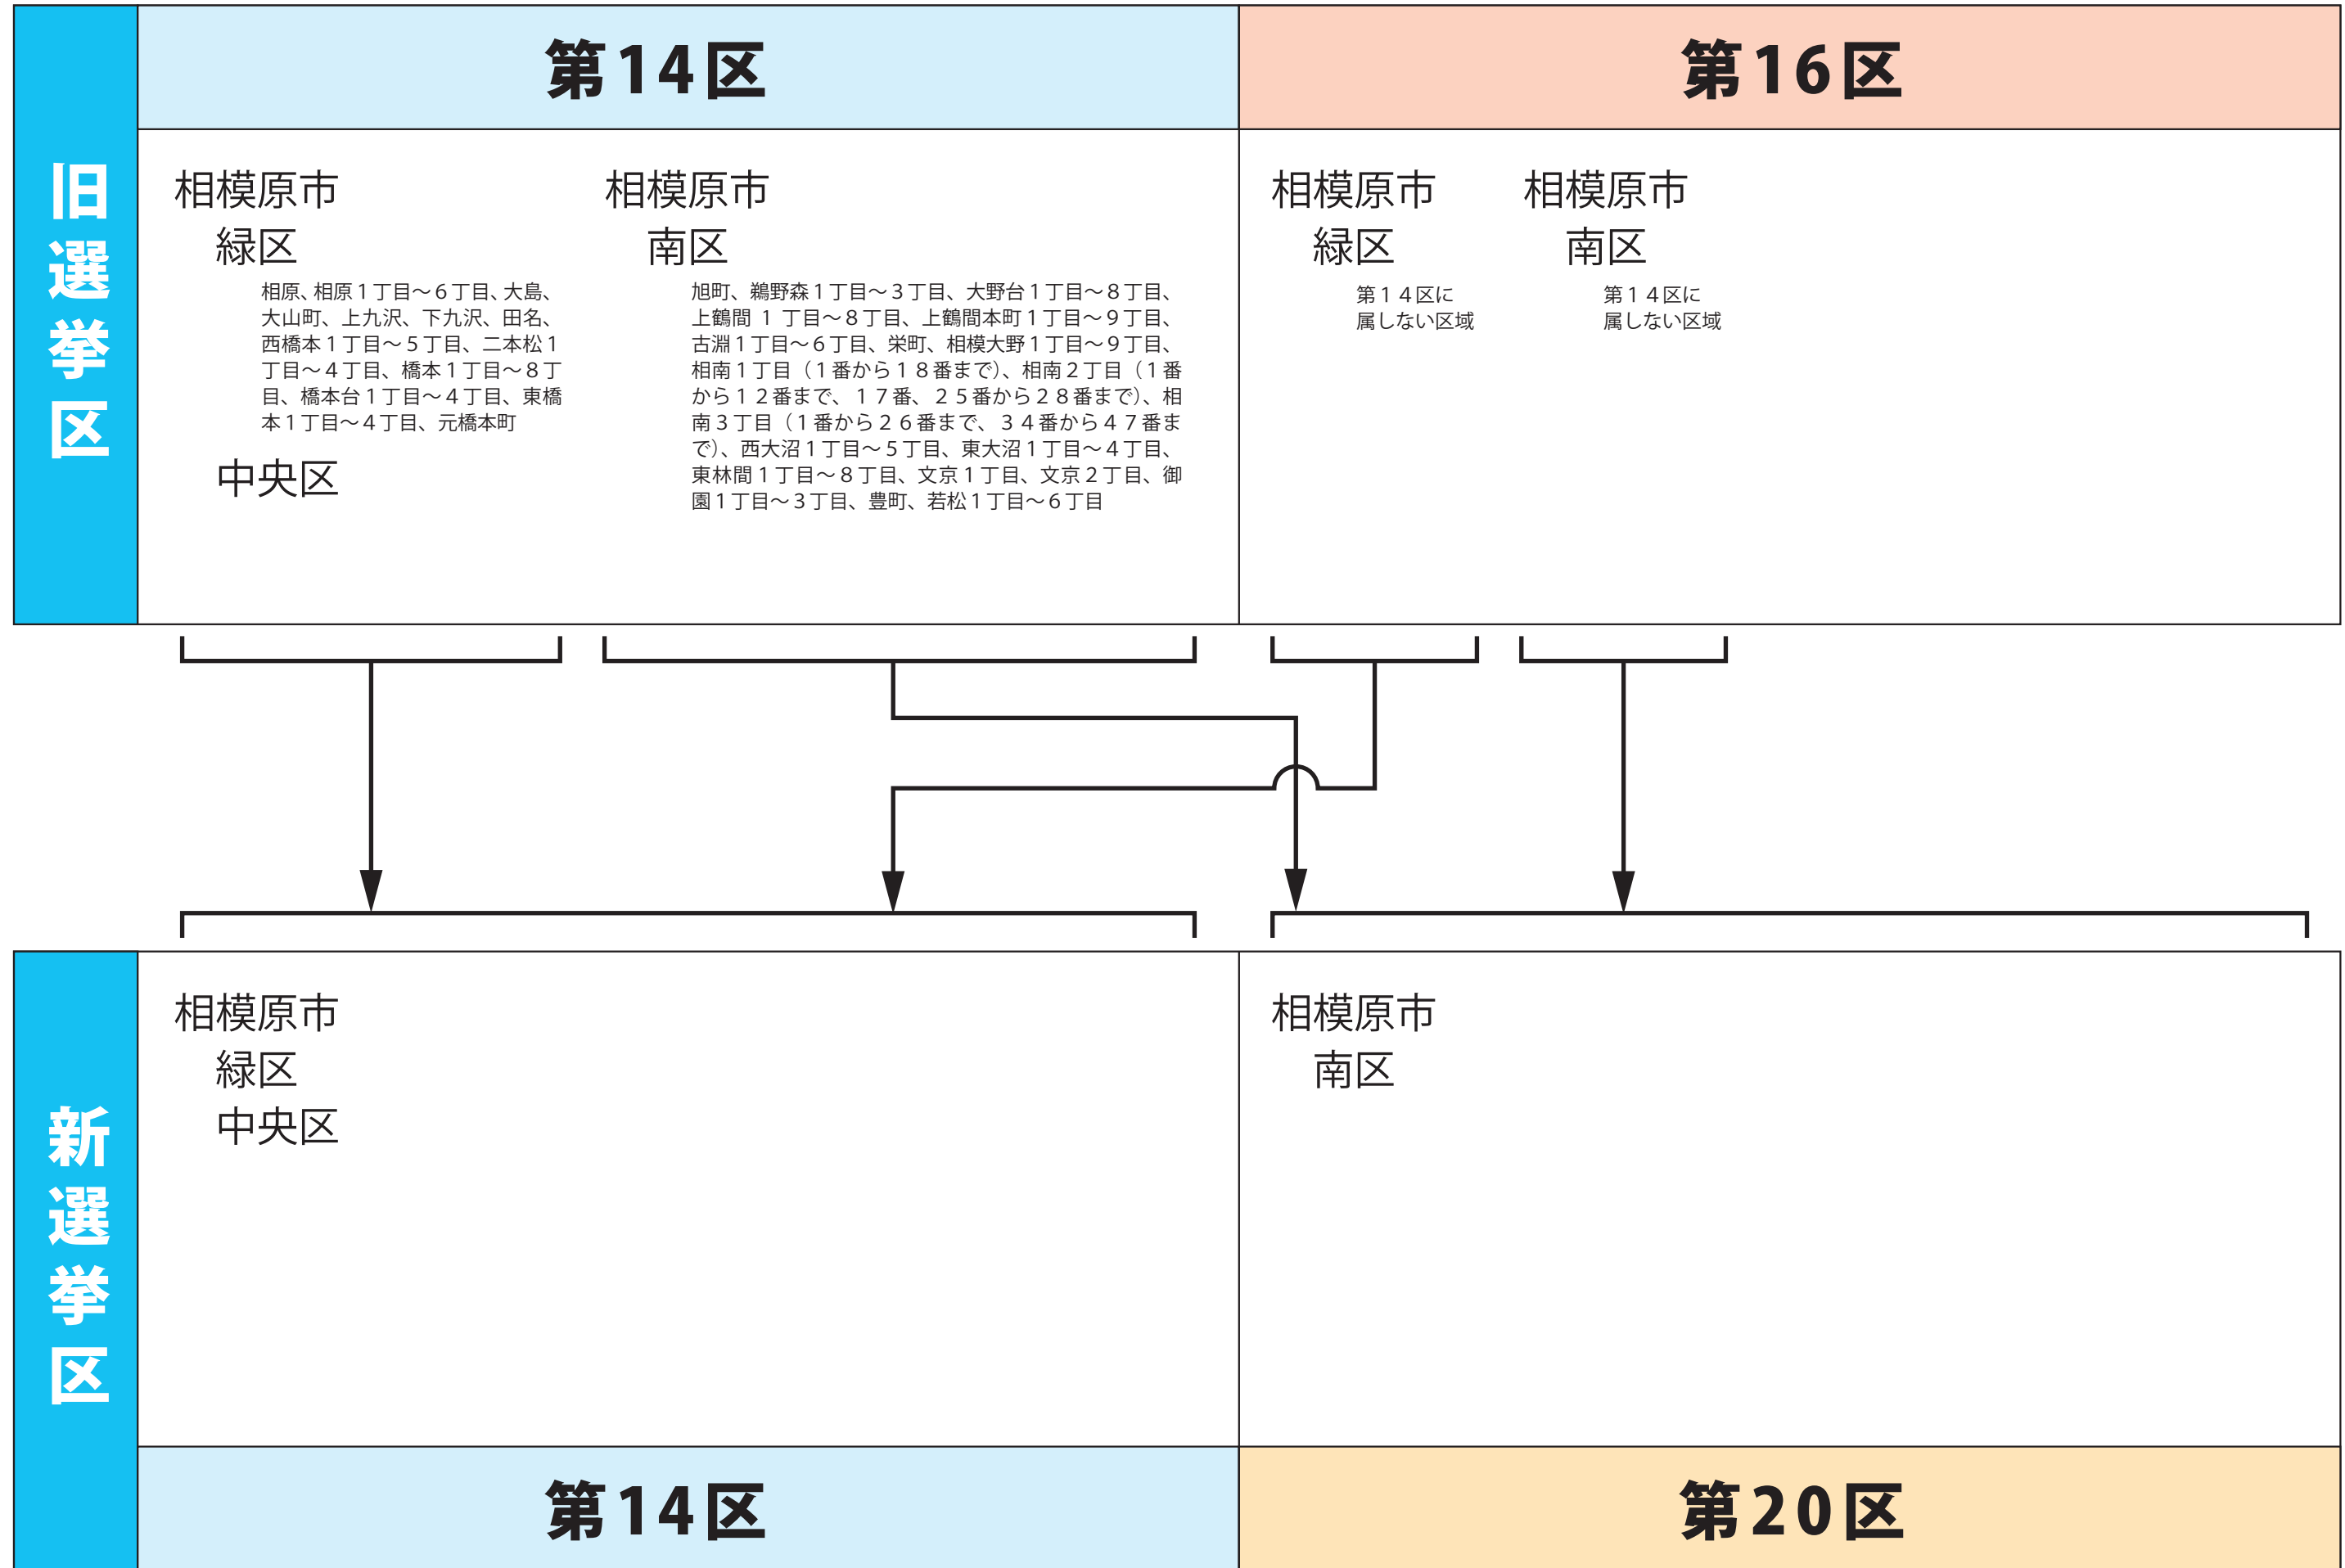 旧選挙区
第14区
相模原市
緑区
相原、相原１丁目～６丁目、大島、
大山町、上九沢、下九沢、田名、
西橋本１丁目～５丁目、二本松１
丁目～４丁目、橋本１丁目～８丁
目、橋本台１丁目～４丁目、東橋
本１丁目～４丁目、元橋本町
中央区
相模原市
南区
旭町、鵜野森１丁目～３丁目、大野台１丁目～８丁目、
上鶴間 １ 丁目～８丁目、上鶴間本町１丁目～９丁目、
古淵１丁目～６丁目、栄町、相模大野１丁目～９丁目、
相南１丁目（１番から１８番まで）、相南２丁目（１番
から１２番まで、１７番、２５番から２８番まで）、相
南３丁目（１番から２６番まで、３４番から４７番ま
で）、西大沼１丁目～５丁目、東大沼１丁目～４丁目、
東林間１丁目～８丁目、文京１丁目、文京２丁目、御
園１丁目～３丁目、豊町、若松１丁目～６丁目
第16区
相模原市
緑区
第１４区に
属しない区域
相模原市
南区
第１４区に
属しない区域
新選挙区
相模原市
緑区
中央区
第14区
相模原市
南区
第20区